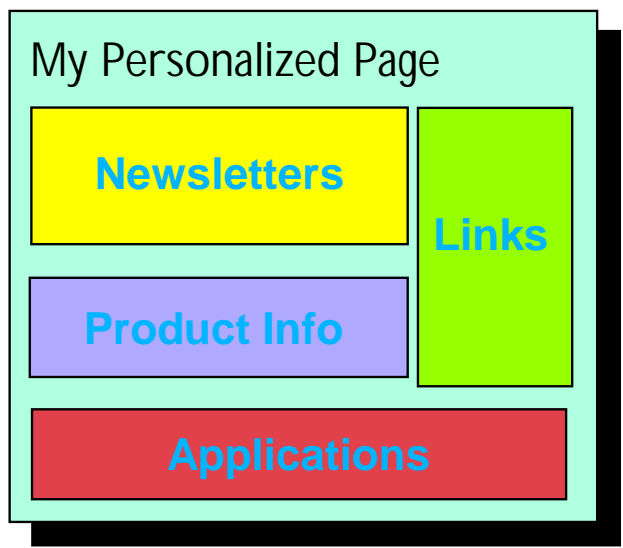 My Personalized Page
Newsletters
Links
Product Info
Applications